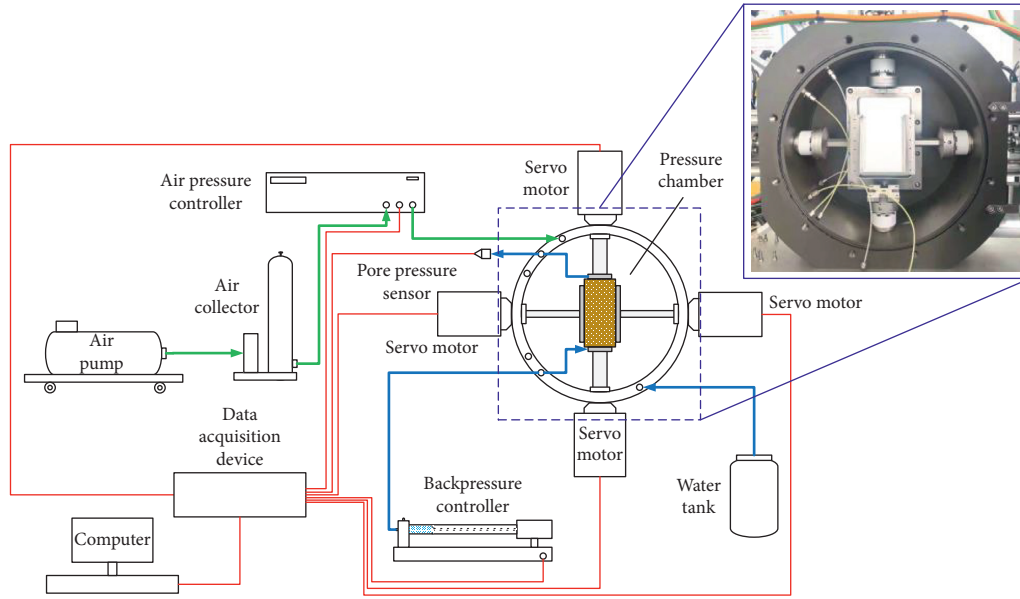 Servo
motor
Pressure
chamber
Air pressure
controller
Pore pressure
sensor
Air
collector
Servo motor
Servo motor
Air
pump
Data
acquisition
device
Servo
motor
Backpressure
controller
Water
tank
Computer